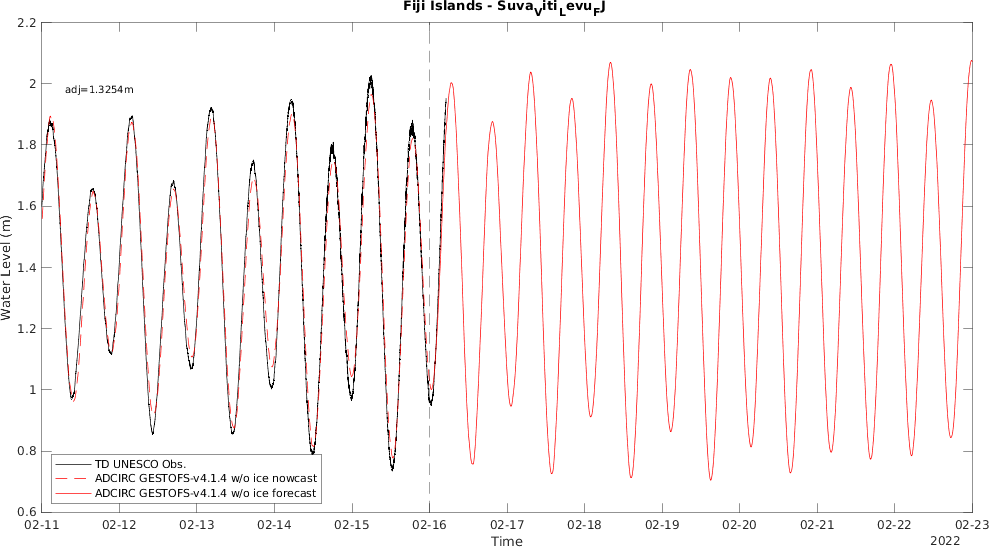 Fiji Islands - SuvaVitiLevuFJ
2.2
2
1.8
1.6
1.4
1.2
1
0.8
0.6
adj=1.3254m
Water Level (m)
TD UNESCO Obs.
ADCIRC GESTOFS-v4.1.4 w/o ice nowcast
ADCIRC GESTOFS-v4.1.4 w/o ice forecast
02-11 02-12 02-13 02-14 02-15 02-16 02-17 02-18 02-19 02-20 02-21 02-22 02-23
Time
2022